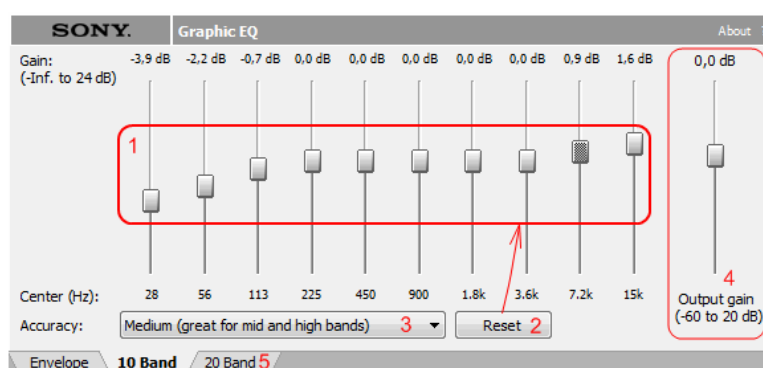 SONY. Graphic EQ About
Gain: -3,9 dB -2,2 dB -0,7 dB 0,0 dB 0,0 dB 0,0 dB 0,0 dB 0,0 dB 0,9 dB 1,6 dB 0,0 dB
(-Inf. to 24 dB)
1
4
Center (Hz): 28 56 113 225 450 900 1.8k 3.6k 7.2k 15k Output gain
(-60 to 20 dB)
Accuracy: Medium (great for mid and high bands) 3 Reset 2
Envelope 10 Band 20 Band 5